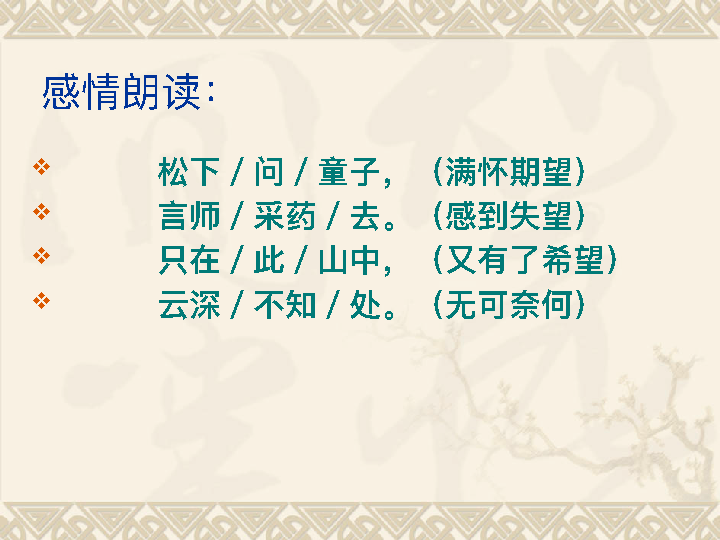 感情朗读：
松下／问／童子，（满怀期望）
言师／采药／去。（感到失望）
只在／此／山中，（又有了希望）
云深／不知／处。（无可奈何）